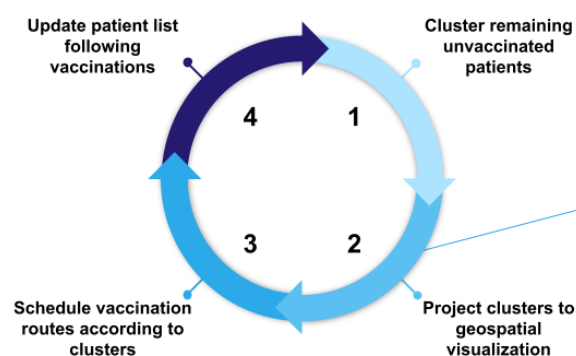 Update patient list
following
vaccinations
Cluster remaining
unvaccinated
patients
4
1
3
2
Schedule vaccination
routes according to
clusters
Project clusters to
geospatial
visualization